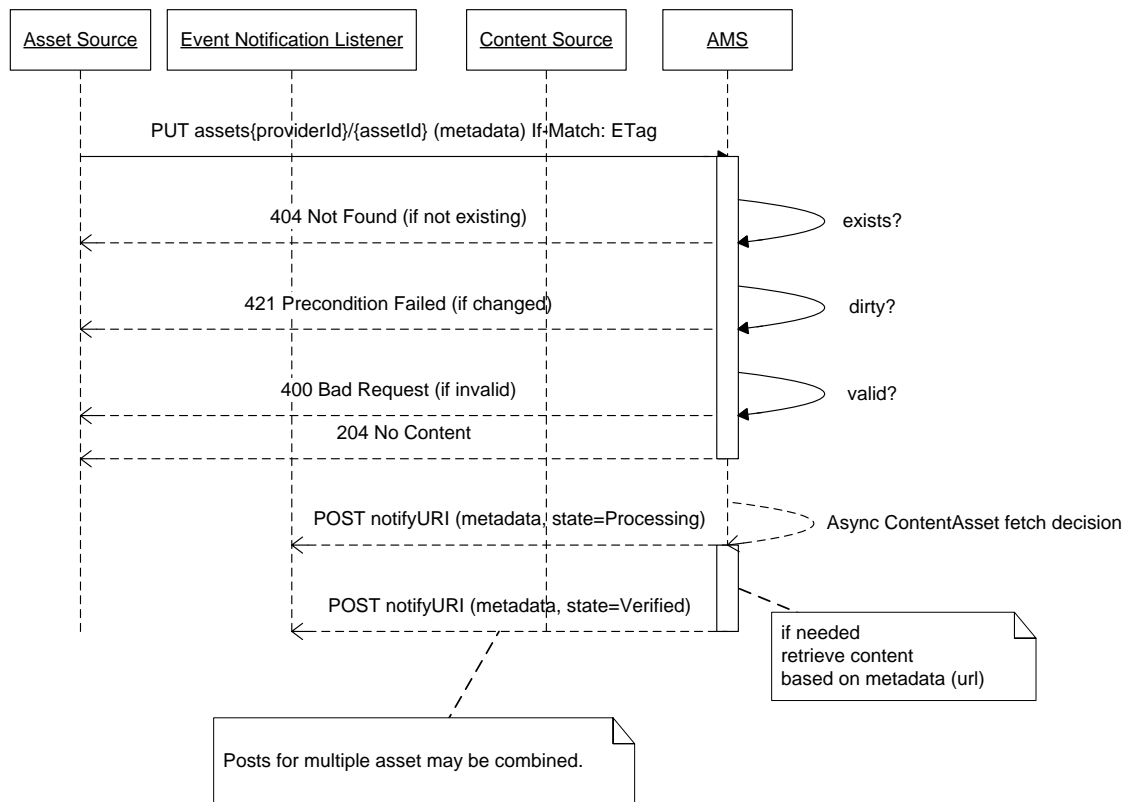 Asset Source
Event Notification Listener
Content Source
AMS
PUT assets{providerId}/{assetId} (metadata) If-Match: ETag
404 Not Found (if not existing)
exists?
421 Precondition Failed (if changed)
dirty?
400 Bad Request (if invalid)
valid?
204 No Content
POST notifyURI (metadata, state=Processing)
Async ContentAsset fetch decision
POST notifyURI (metadata, state=Verified)
if needed
retrieve content
based on metadata (url)
Posts for multiple asset may be combined.